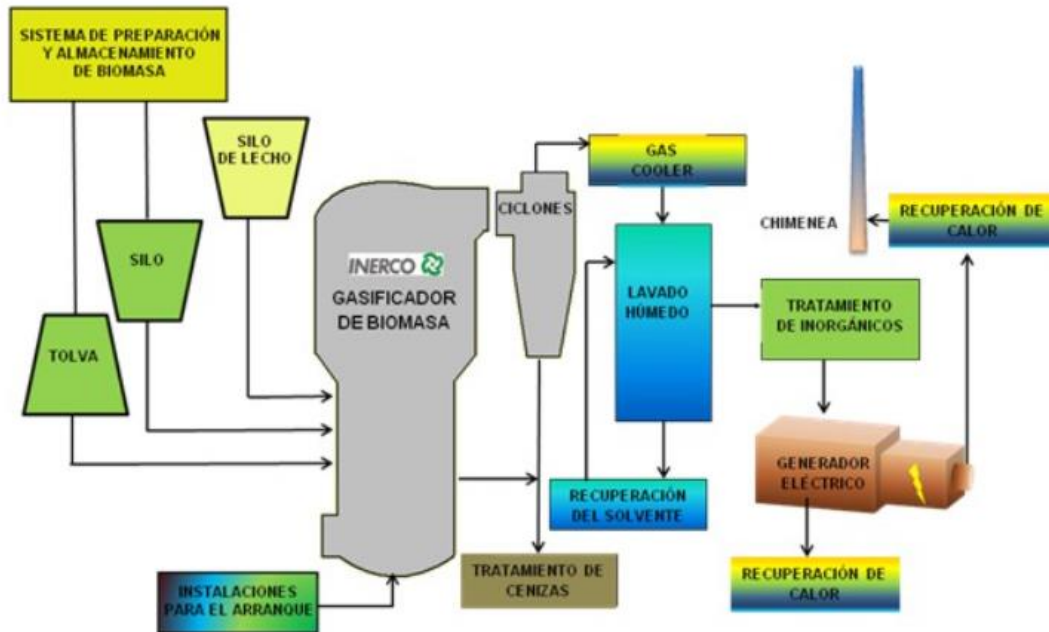 SISTEMA DE PREPARACIÓN
Y ALMACENAMIENTO
DE BIOMASA
SILO
DE LECHO
SILO
TOLVA
INERCO
GASIFICADOR
DE BIOMASA
CICLONES
GAS
COOLER
LAVADO
HÚMEDO
CHIMENEA
RECUPERACIÓN DE
CALOR
TRATAMIENTO
DE INORGÁNICOS
GENERADOR
ELÉCTRICO
RECUPERACIÓN
DEL SOLVENTE
TRATAMIENTO DE
CENIZAS
INSTALACIONES
PARA EL ARRANQUE
RECUPERACIÓN DE
CALOR